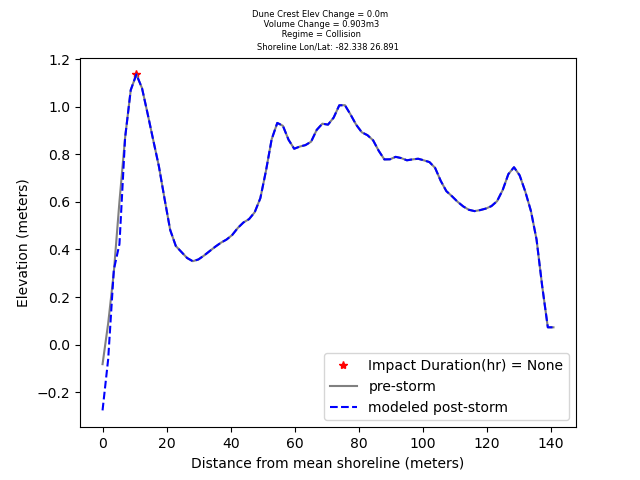 Dune Crest Elev Change = 0.0m
Volume Change = 0.903m3
Regime = Collision
Shoreline Lon/Lat: -82.338 26.891
1.2
1.0
0.8
0.6
0.4
0.2
0.0
−0.2
Elevation (meters)
Impact Duration(hr) = None
pre-storm
modeled post-storm
0 20 40 60 80 100 120 140
Distance from mean shoreline (meters)